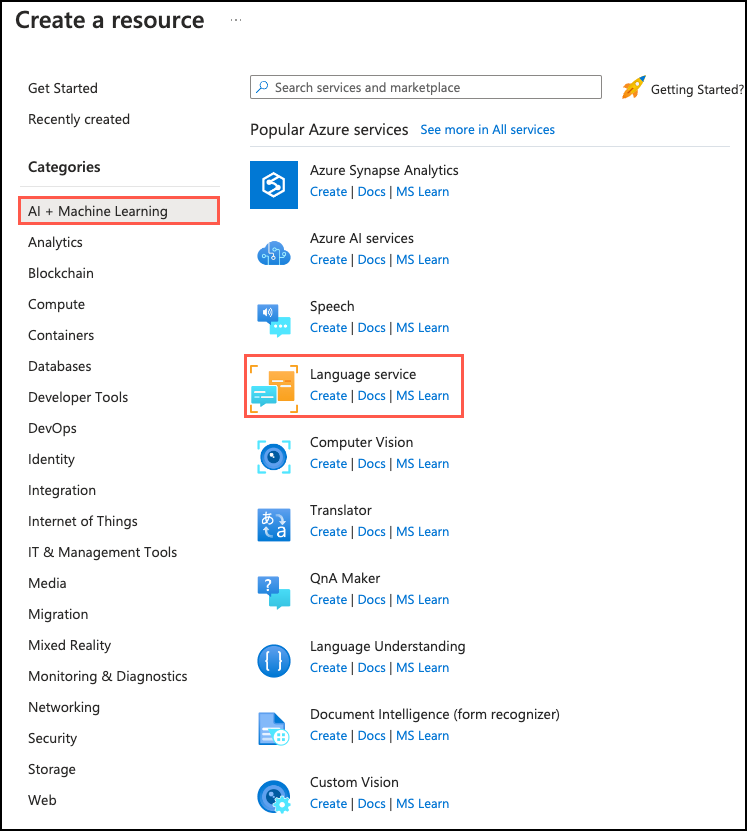 Create a resource ...
Get Started
Recently created
Categories
AI + Machine Learning
Analytics
Blockchain
Compute
Containers
Databases
Developer Tools
DevOps
Identity
Integration
Internet of Things
IT & Management Tools
Media
Migration
Mixed Reality
Monitoring & Diagnostics
Networking
Security
Storage
Web
Search services and marketplace
Getting Started?
Popular Azure services See more in All services
Azure Synapse Analytics
Create | Docs | MS Learn
Azure AI services
Create | Docs | MS Learn
Speech
Create | Docs | MS Learn
Language service
Create | Docs | MS Learn
Computer Vision
Create | Docs | MS Learn
Translator
Create | Docs | MS Learn
あ
a
QnA Maker
Create | Docs | MS Learn
?
Language Understanding
Create | Docs | MS Learn
{ }
Document Intelligence (form recognizer)
Create | Docs | MS Learn
Custom Vision
Create | Docs | MS Learn